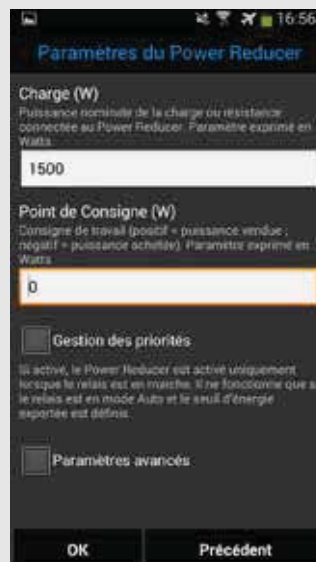 16:56
Paramètres du Power Reducer
Charge (W)
Puissance nominale de la charge ou résistance
connectée au Power Reducer. Paramètre exprimé en
Watts
1500
Point de Consigne (W)
Consigne de travail (positif = puissance vendue ;
négatif = puissance achetée). Paramètre exprimé en
Watts
0
Gestion des priorités
Si activé, le Power Reducer est activé uniquement
lorsque le relais est en marche. Il ne fonctionne que s
le relais est en mode Auto et le seuil d'énergie
exportée est définis
Paramètres avancés
OK
Précédent